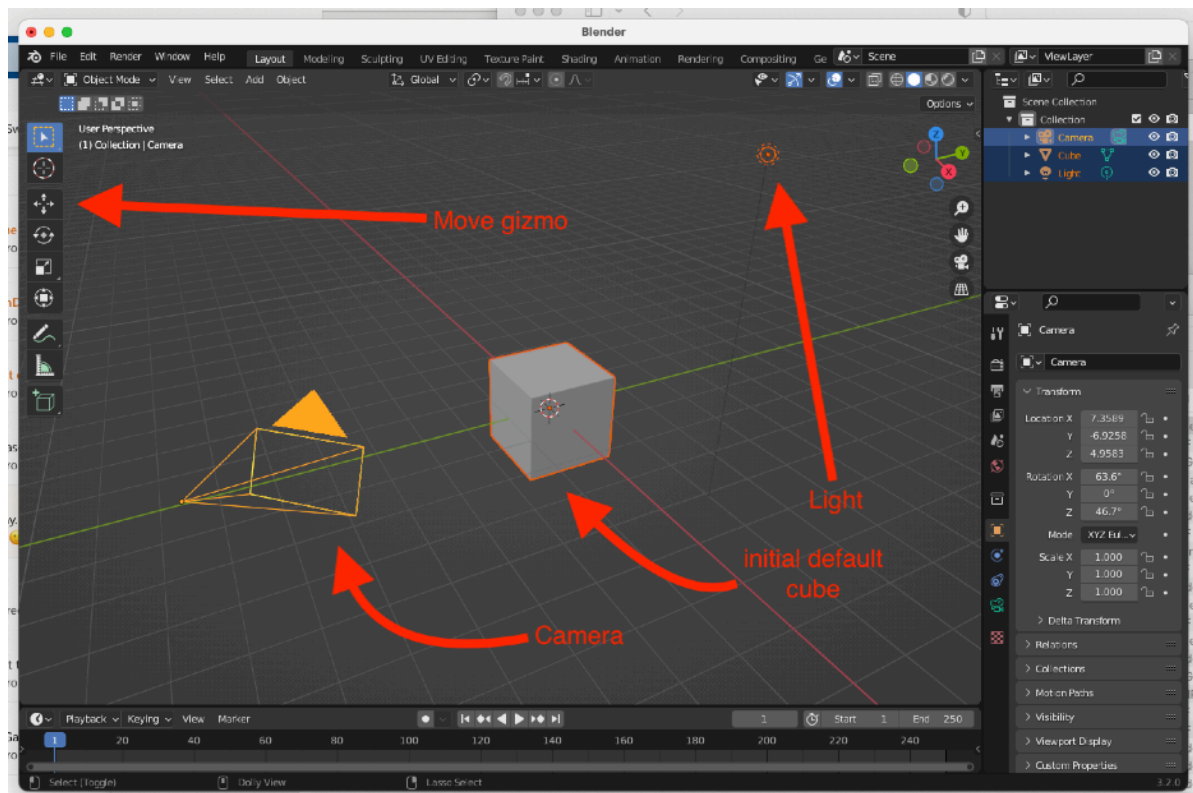 Blender
File Edit Render Window Help Layout Modeling Sculpting UV Editing Texture Paint Shading Animation Rendering Compositing Ge Scene ViewLayer
Object Mode View Select Add Object Global
Options
User Perspective
(1) Collection | Camera
Z
Y
X
Move gizmo
Light
initial default
cube
Camera
Scene Collection
Collection
Camera
Cube
Light
Camera
Camera
Transform
Location X 7.3589
Y -6.9258
Z 4.9583
Rotation X 63.6°
Y 0°
Z 46.7°
Mode XYZ Eul...
Scale X 1.000
Y 1.000
Z 1.000
Delta Transform
Relations
Collections
Motion Paths
Visibility
Viewport Display
Custom Properties
Playback Keying View Marker 1 Start 1 End 250
1 20 40 60 80 100 120 140 160 180 200 220 240
Select (Toggle) Dolly View Lasso Select 3.2.0